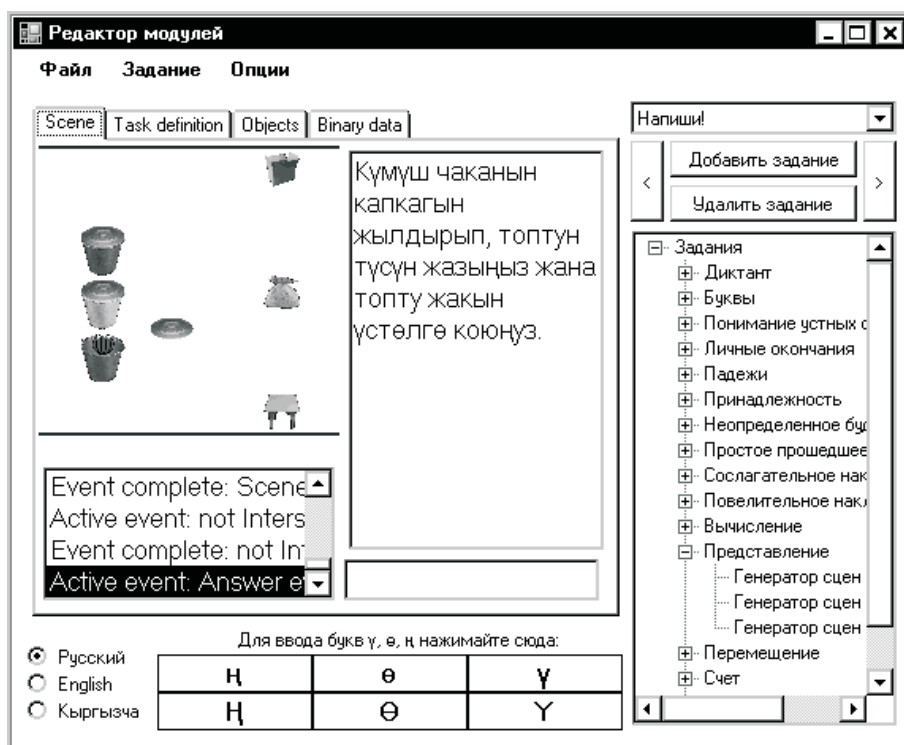 Редактор модулей
Файл Задание Опции
Scene Task definition Objects Binary data
Күмүш чаканын
капкагын
жылдырып, топтун
түсүн жазыңыз жана
топту жакын
үстөлгө коюңуз.
Event complete: Scene
Active event: not Inters
Event complete: not Int
Active event: Answer e
Для ввода букв ү, ө, ң нажимайте сюда:
Русский
English
Кыргызча
ң ө ү
Ң Ө Ү
Напиши!
< Добавить задание >
Удалить задание
Задания
Диктант
Буквы
Понимание устных с
Личные окончания
Падежи
Принадлежность
Неопределенное буд
Простое прошедшее
Сослагательное нак
Повелительное накл
Вычисление
Представление
Генератор сцен
Генератор сцен
Генератор сцен
Перемещение
Счет